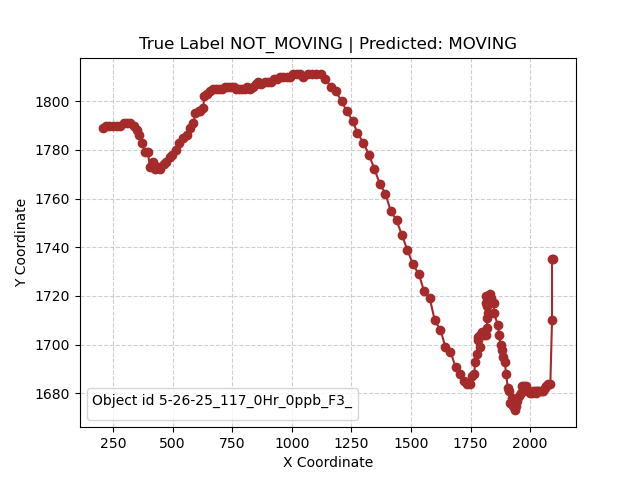 True Label NOT_MOVING | Predicted: MOVING
Y Coordinate
1800
1780
1760
1740
1720
1700
1680
Object id 5-26-25_117_0Hr_0ppb_F3_
250 500 750 1000 1250 1500 1750 2000
X Coordinate